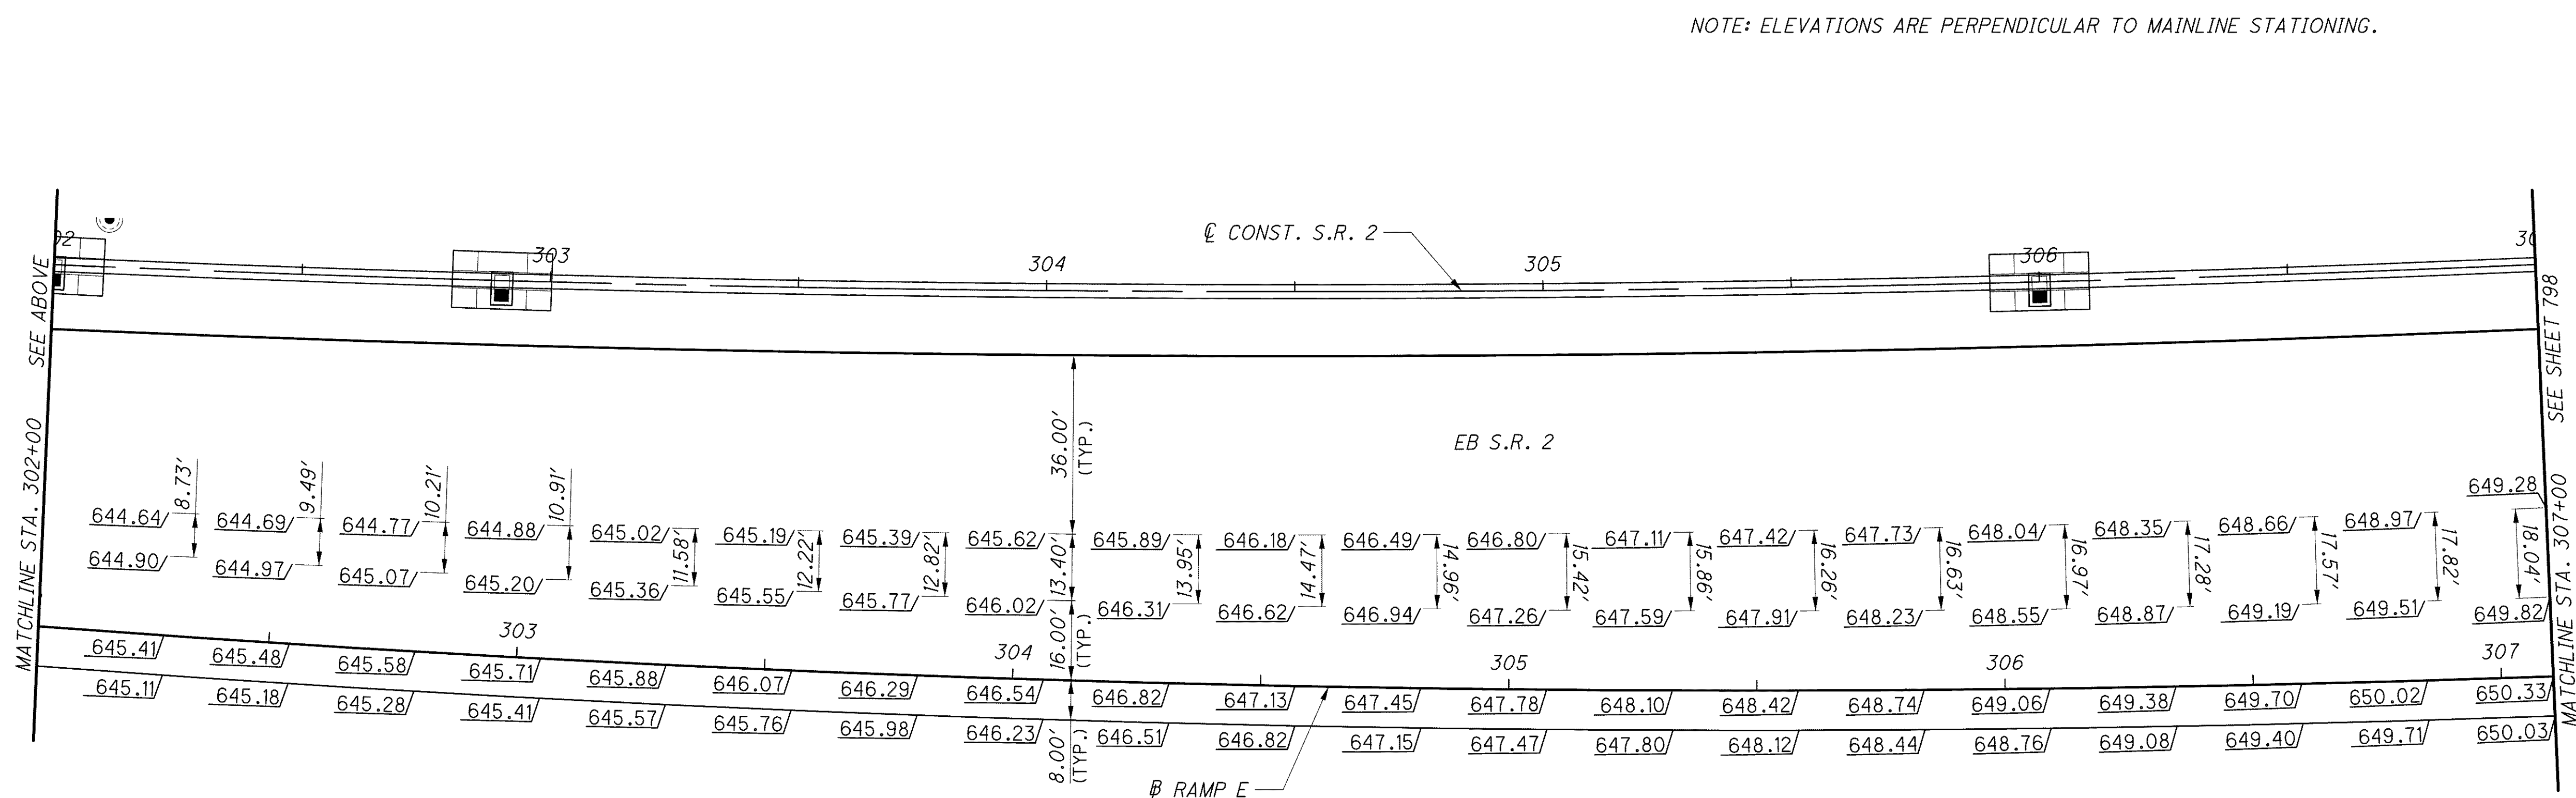 NOTE: ELEVATIONS ARE PERPENDICULAR TO MAINLINE STATIONING.
303 304 305 306
℄ CONST. S.R. 2
MATCHLINE STA. 302+00 SEE ABOVE
MATCHLINE STA. 307+00 SEE SHEET 798
36.00' (TYP.)
EB S.R. 2
8.73' 9.49' 10.21' 10.91' 11.58' 12.22' 12.82' 13.40' 13.95' 14.47' 14.96' 15.42' 15.86' 16.26' 16.63' 16.97' 17.28' 17.57' 17.82' 18.04'
644.64 644.69 644.77 644.88 645.02 645.19 645.39 645.62 645.89 646.18 646.49 646.80 647.11 647.42 647.73 648.04 648.35 648.66 648.97 649.28
644.90 644.97 645.07 645.20 645.36 645.55 645.77 646.02 646.31 646.62 646.94 647.26 647.59 647.91 648.23 648.55 648.87 649.19 649.51 649.82
16.00' (TYP.)
303 304 305 306 307
645.41 645.48 645.58 645.71 645.88 646.07 646.29 646.54 646.82 647.13 647.45 647.78 648.10 648.42 648.74 649.06 649.38 649.70 650.02 650.33
645.11 645.18 645.28 645.41 645.57 645.76 645.98 646.23 646.51 646.82 647.15 647.47 647.80 648.12 648.44 648.76 649.08 649.40 649.71 650.03
8.00' (TYP.)
B RAMP E